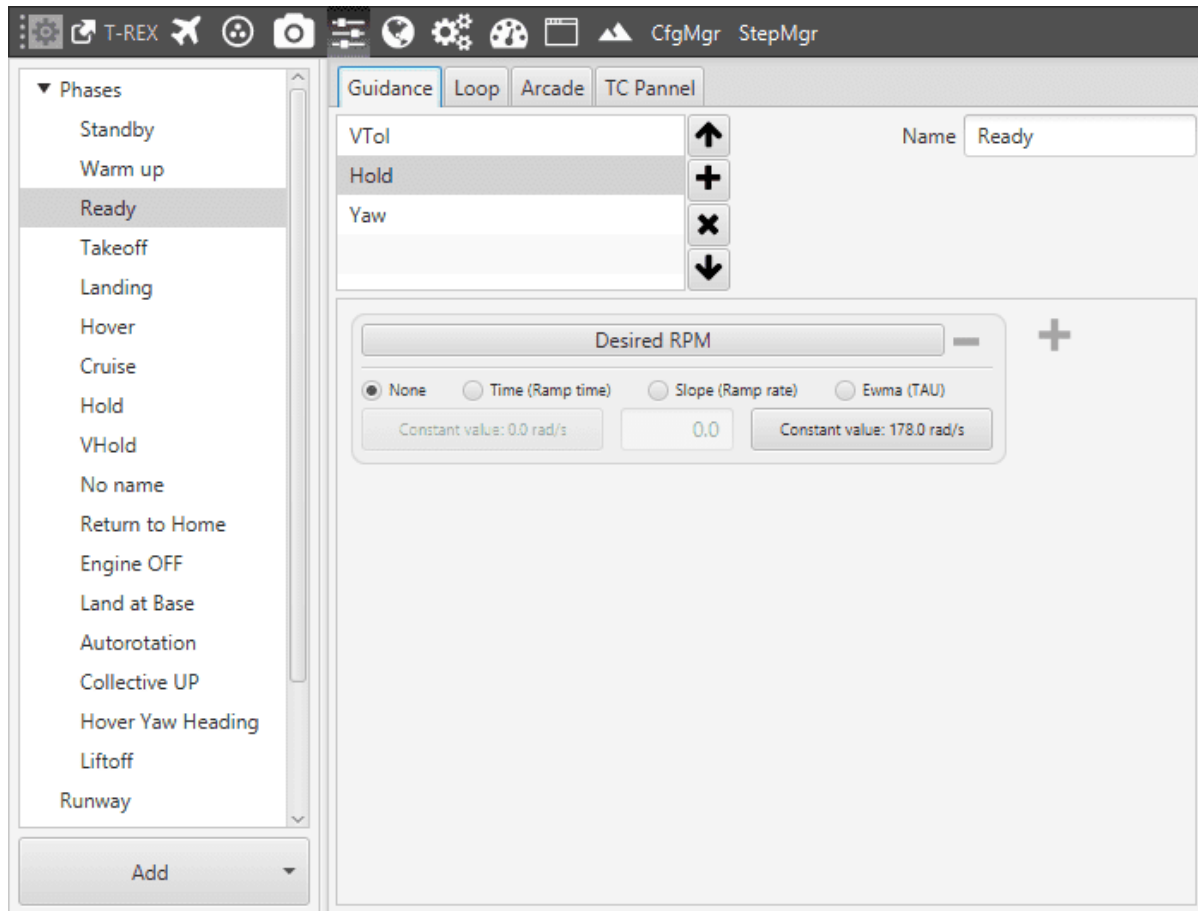 T-REX CfgMgr StepMgr
Phases
Standby
Warm up
Ready
Takeoff
Landing
Hover
Cruise
Hold
VHold
No name
Return to Home
Engine OFF
Land at Base
Autorotation
Collective UP
Hover Yaw Heading
Liftoff
Runway
Add
Guidance Loop Arcade TC Pannel
VTol
Hold
Yaw
Name Ready
Desired RPM
None Time (Ramp time) Slope (Ramp rate) Ewma (TAU)
Constant value: 0.0 rad/s 0.0 Constant value: 178.0 rad/s